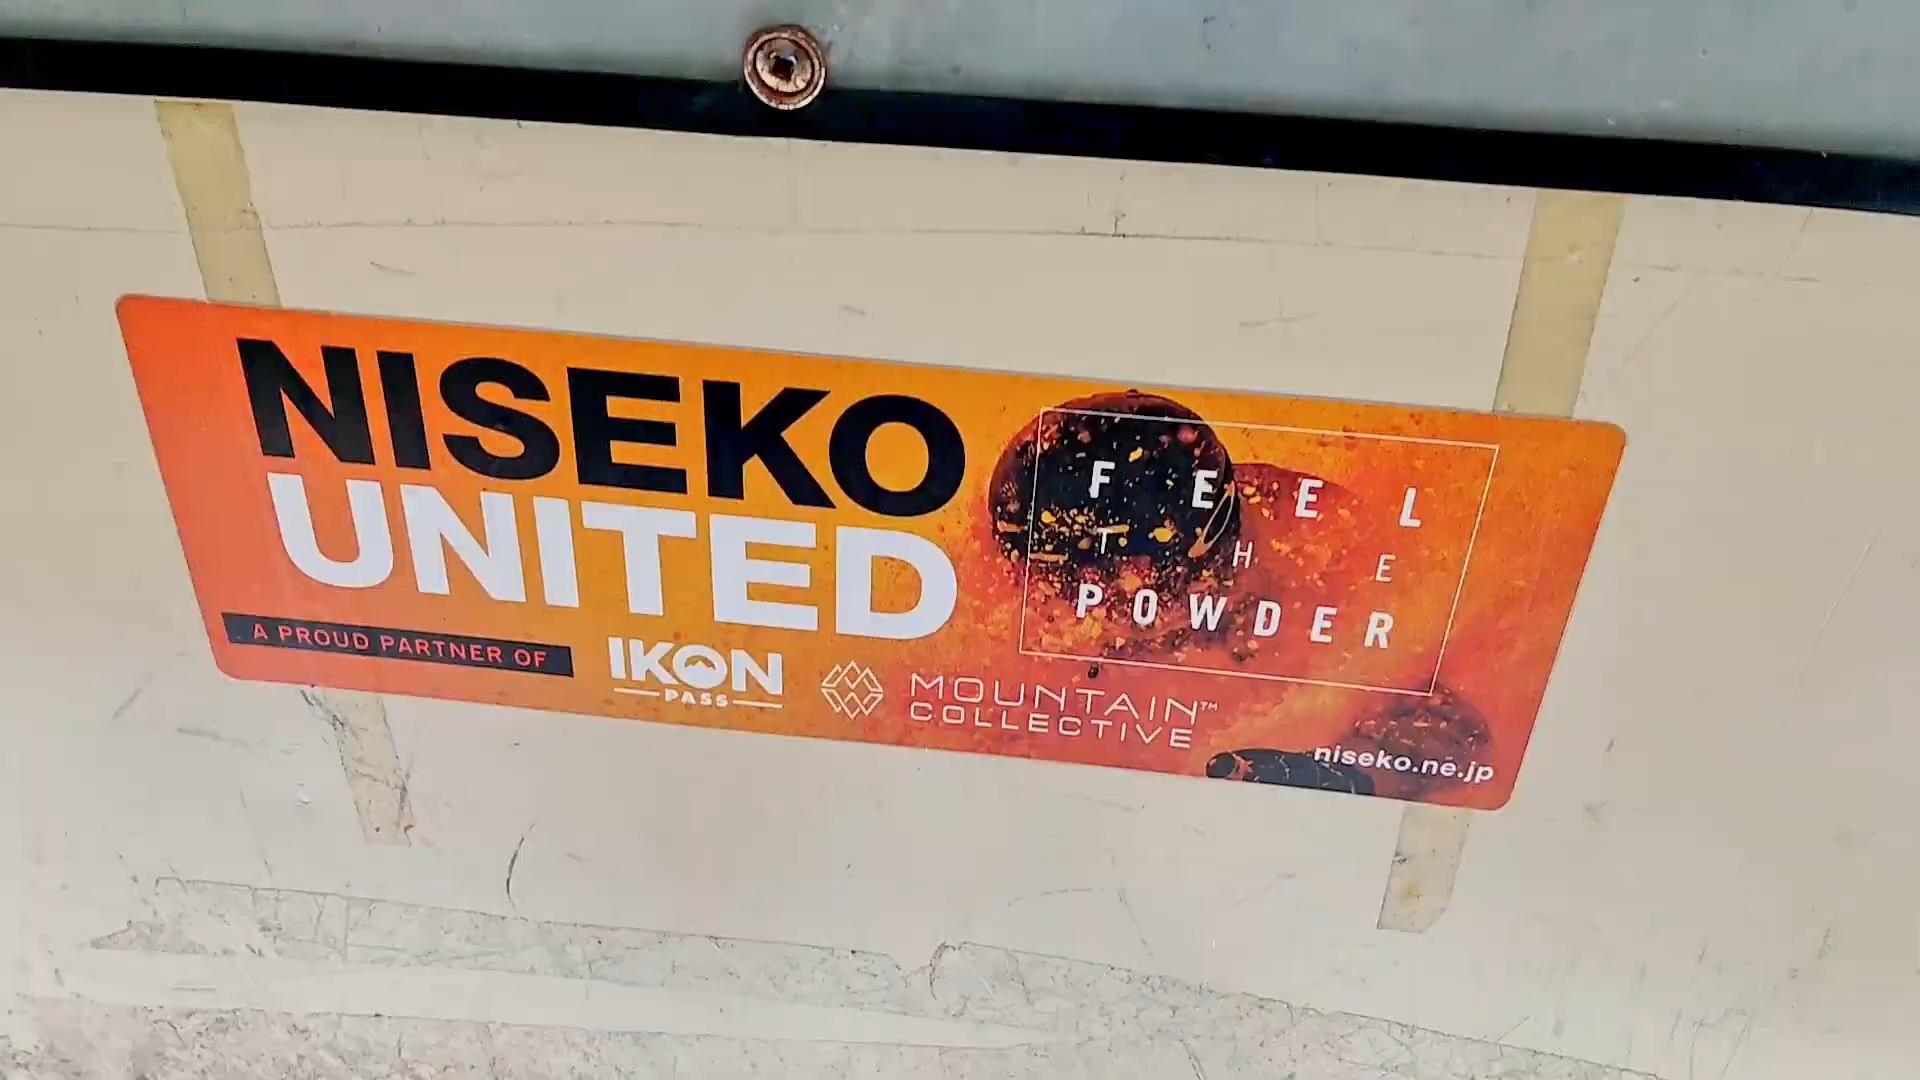 NISEKO
UNITED
A PROUD PARTNER OF
IKON
PASS
MOUNTAIN™
COLLECTIVE
FEEL
THE
POWDER
niseko.ne.jp